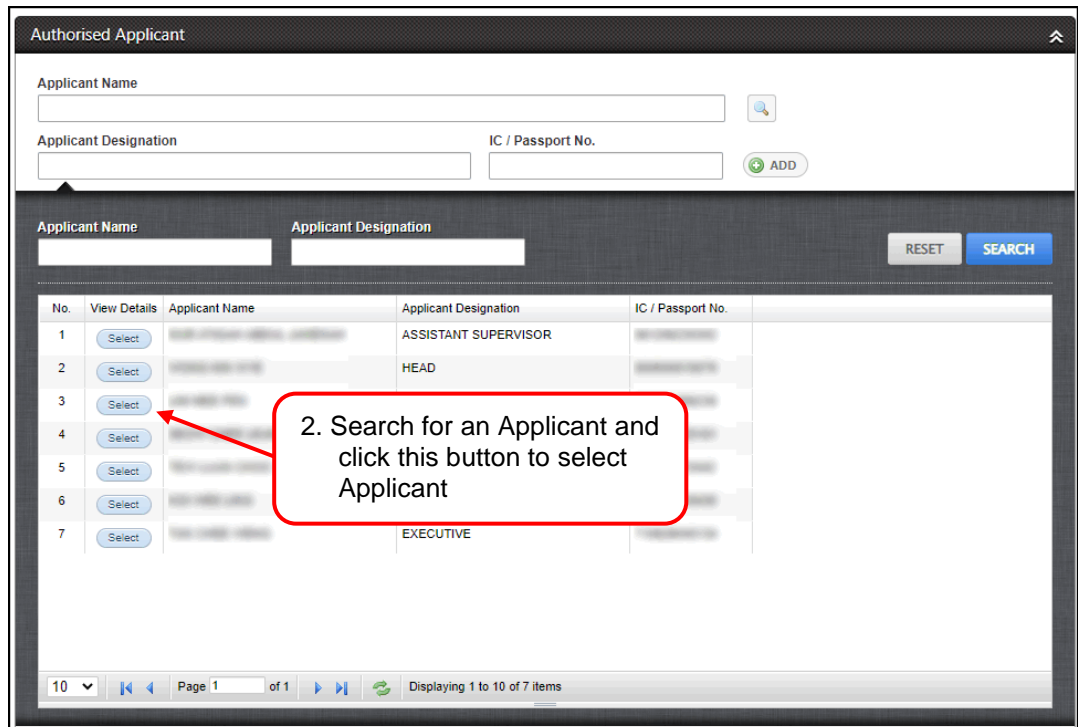 Authorised Applicant
Applicant Name
Applicant Designation IC / Passport No.
ADD
Applicant Name Applicant Designation
RESET SEARCH
No. View Details Applicant Name Applicant Designation IC / Passport No.
1 Select ASSISTANT SUPERVISOR
2 Select HEAD
3 Select
4 Select
5 Select
6 Select
7 Select EXECUTIVE
2. Search for an Applicant and
click this button to select
Applicant
10 Page 1 of 1 Displaying 1 to 10 of 7 items